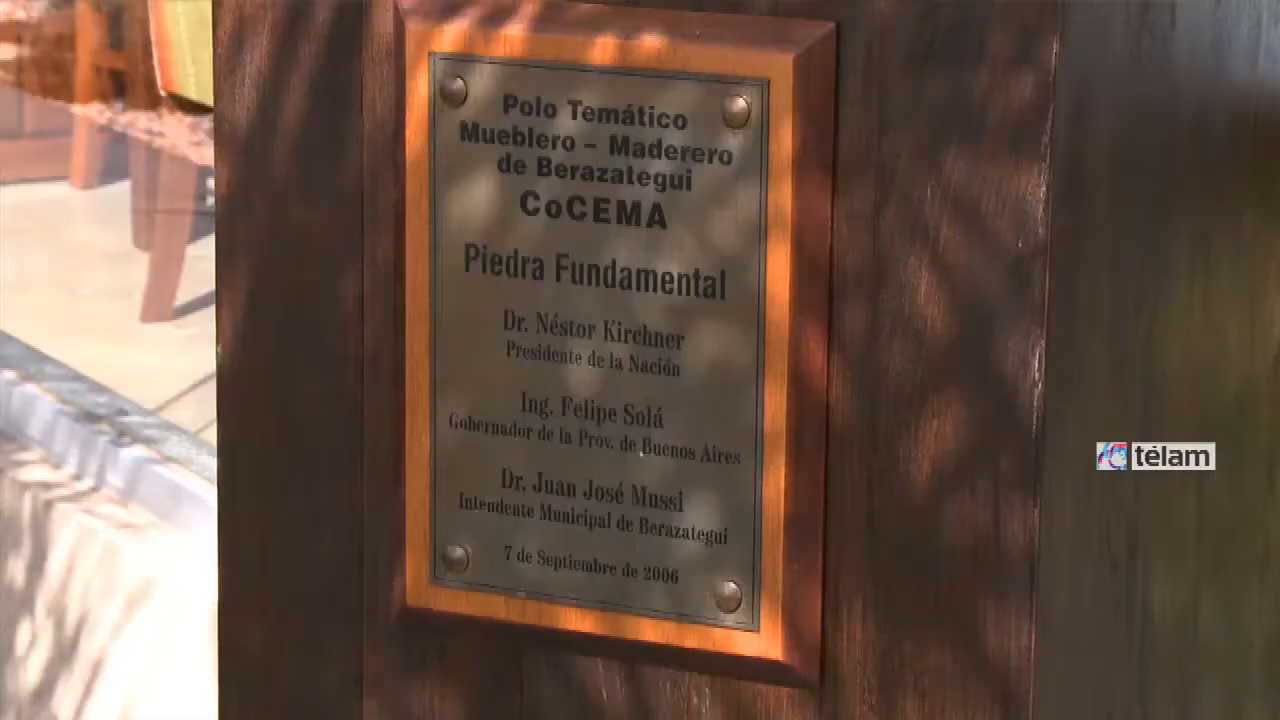 Polo Temático
Mueblero – Maderero
de Berazategui
CoCEMA
Piedra Fundamental
Dr. Néstor Kirchner
Presidente de la Nación
Ing. Felipe Solá
Gobernador de la Prov. de Buenos Aires
Dr. Juan José Mussi
Intendente Municipal de Berazategui
7 de Septiembre de 2006
télam